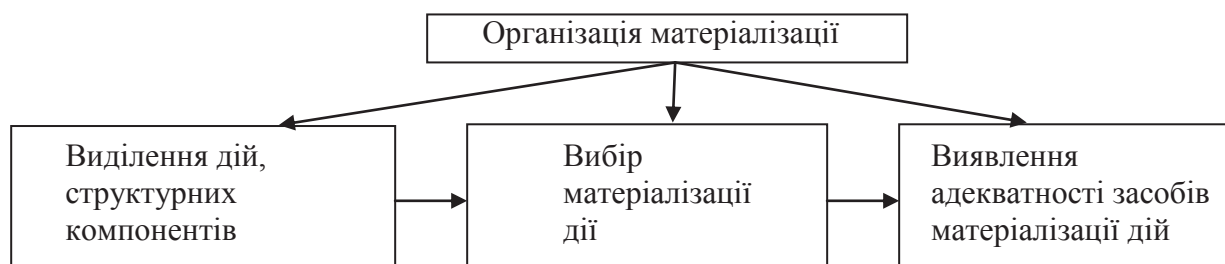 Організація матеріалізації
Виділення дій,
структурних
компонентів
Вибір
матеріалізації
дії
Виявлення
адекватності засобів
матеріалізації дій